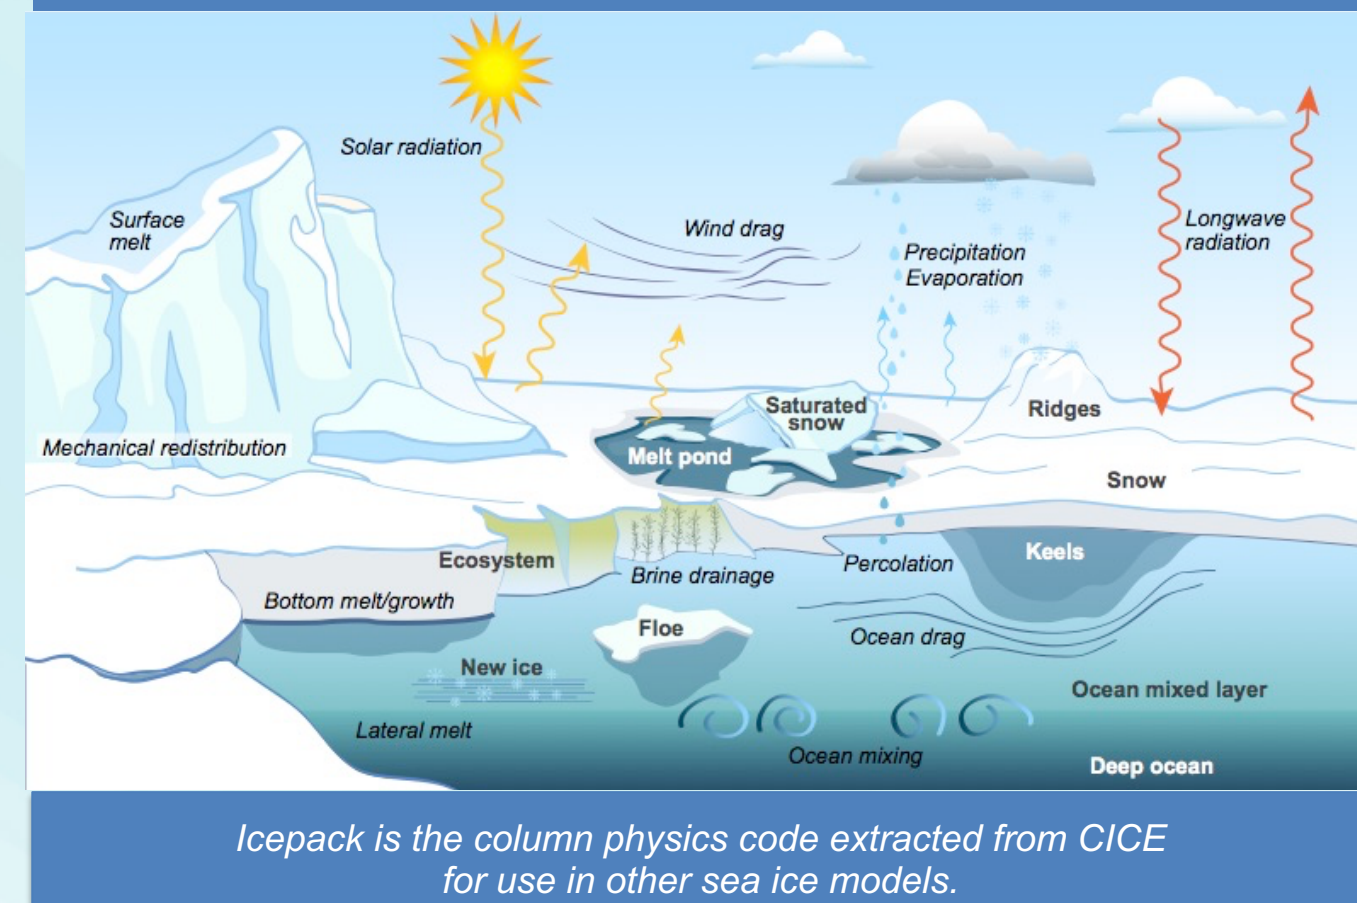 Solar radiation
Surface
melt
Wind drag
Longwave
radiation
Precipitation
Evaporation
Saturated
snow
Ridges
Mechanical redistribution
Melt pond
Snow
Ecosystem
Brine drainage
Percolation
Keels
Bottom melt/growth
Floe
Ocean drag
New ice
Ocean mixed layer
Lateral melt
Ocean mixing
Deep ocean
Icepack is the column physics code extracted from CICE
for use in other sea ice models.